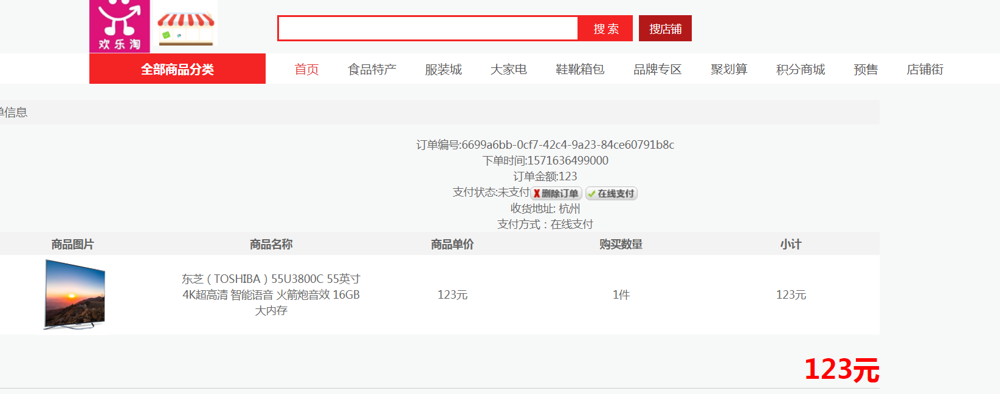 欢乐淘
搜 索
搜店铺
全部商品分类
首页
食品特产
服装城
大家电
鞋靴箱包
品牌专区
聚划算
积分商城
预售
店铺街
单信息
订单编号:6699a6bb-0cf7-42c4-9a23-84ce60791b8c
下单时间:1571636499000
订单金额:123
支付状态:未支付 删除订单 在线支付
收货地址: 杭州
支付方式：在线支付
商品图片
商品名称
商品单价
购买数量
小计
东芝（TOSHIBA）55U3800C 55英寸
4K超高清 智能语音 火箭炮音效 16GB
大内存
123元
1件
123元
123元